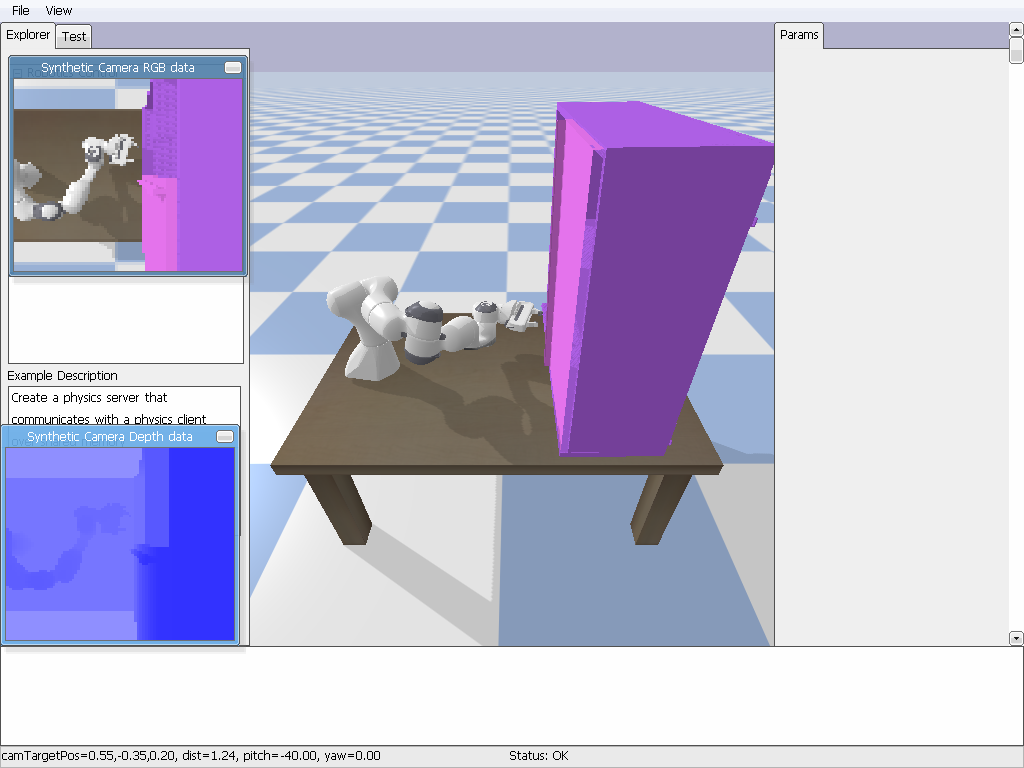 File View
Explorer Test Params
Synthetic Camera RGB data
Example Description
Create a physics server that
communicates with a physics client
Synthetic Camera Depth data
camTargetPos=0.55,-0.35,0.20, dist=1.24, pitch=-40.00, yaw=0.00 Status: OK